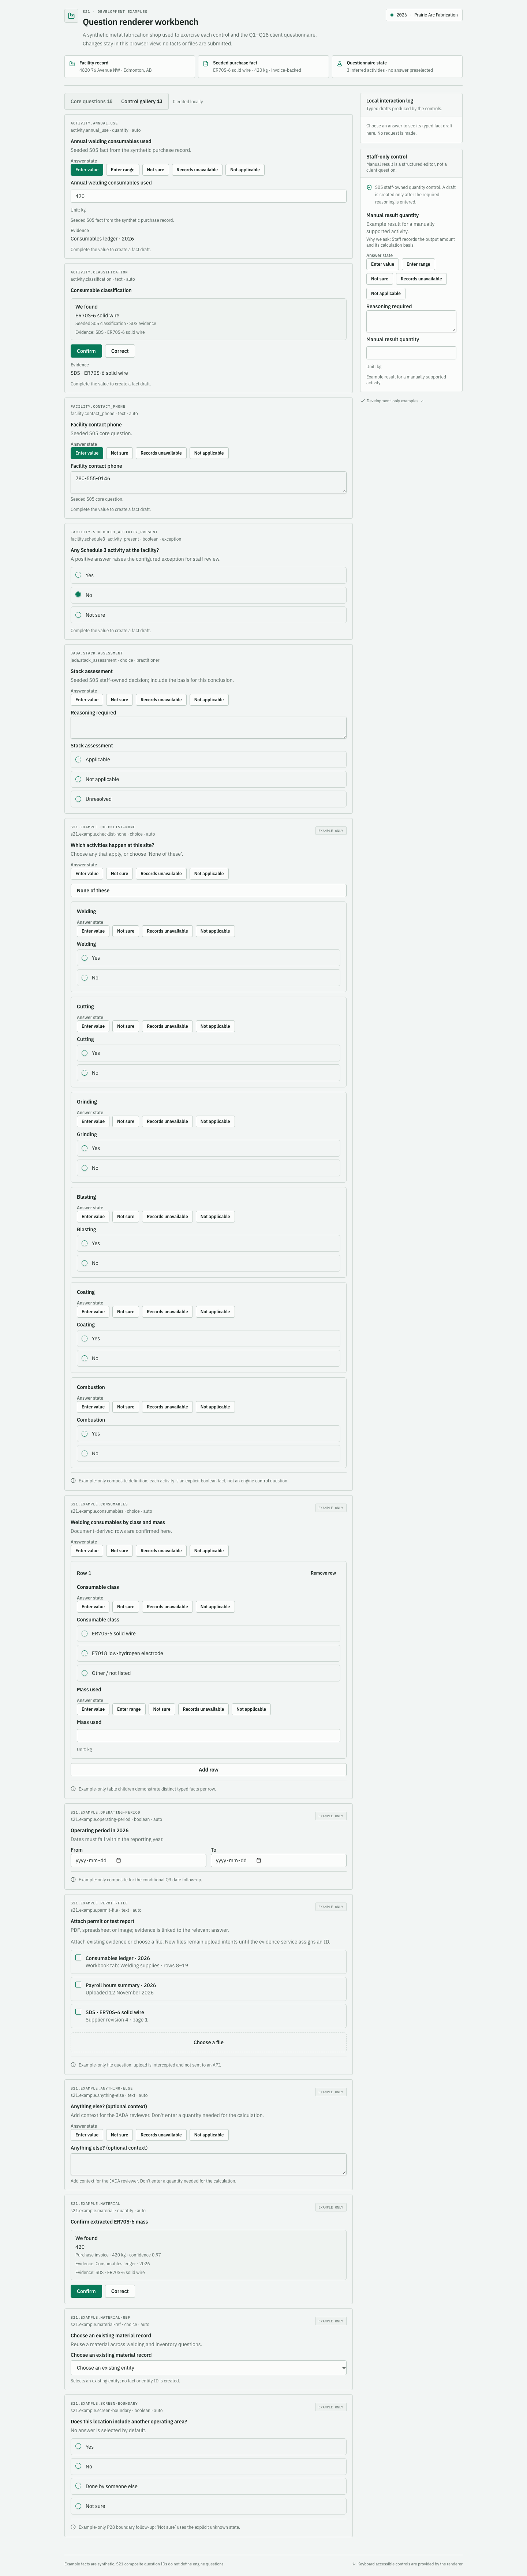 S21 · DEVELOPMENT EXAMPLES
Question renderer workbench
A synthetic metal fabrication shop used to exercise each control and the Q1–Q18 client questionnaire.
Changes stay in this browser view; no facts or files are submitted.
2026 · Prairie Arc Fabrication
Facility record
4820 76 Avenue NW · Edmonton, AB
Seeded purchase fact
ER70S-6 solid wire · 420 kg · invoice-backed
Questionnaire state
3 inferred activities · no answer preselected
Core questions 18
Control gallery 13
0 edited locally
ACTIVITY.ANNUAL_USE
activity.annual_use · quantity · auto
Annual welding consumables used
Seeded S05 fact from the synthetic purchase record.
Answer state
Enter value
Enter range
Not sure
Records unavailable
Not applicable
Annual welding consumables used
420
Unit: kg
Seeded S05 fact from the synthetic purchase record.
Evidence
Consumables ledger · 2026
Complete the value to create a fact draft.
ACTIVITY.CLASSIFICATION
activity.classification · text · auto
Consumable classification
We found
ER70S-6 solid wire
Seeded S05 classification · SDS evidence
Evidence: SDS · ER70S-6 solid wire
Confirm
Correct
Evidence
SDS · ER70S-6 solid wire
Complete the value to create a fact draft.
FACILITY.CONTACT_PHONE
facility.contact_phone · text · auto
Facility contact phone
Seeded S05 core question.
Answer state
Enter value
Not sure
Records unavailable
Not applicable
Facility contact phone
780-555-0146
Seeded S05 core question.
Complete the value to create a fact draft.
FACILITY.SCHEDULE3_ACTIVITY_PRESENT
facility.schedule3_activity_present · boolean · exception
Any Schedule 3 activity at the facility?
A positive answer raises the configured exception for staff review.
Yes
No
Not sure
Complete the value to create a fact draft.
JADA.STACK_ASSESSMENT
jada.stack_assessment · choice · practitioner
Stack assessment
Seeded S05 staff-owned decision; include the basis for this conclusion.
Answer state
Enter value
Not sure
Records unavailable
Not applicable
Reasoning required
Stack assessment
Applicable
Not applicable
Unresolved
S21.EXAMPLE.CHECKLIST-NONE
s21.example.checklist-none · choice · auto
EXAMPLE ONLY
Which activities happen at this site?
Choose any that apply, or choose 'None of these'.
Answer state
Enter value
Not sure
Records unavailable
Not applicable
None of these
Welding
Answer state
Enter value
Not sure
Records unavailable
Not applicable
Welding
Yes
No
Cutting
Answer state
Enter value
Not sure
Records unavailable
Not applicable
Cutting
Yes
No
Grinding
Answer state
Enter value
Not sure
Records unavailable
Not applicable
Grinding
Yes
No
Blasting
Answer state
Enter value
Not sure
Records unavailable
Not applicable
Blasting
Yes
No
Coating
Answer state
Enter value
Not sure
Records unavailable
Not applicable
Coating
Yes
No
Combustion
Answer state
Enter value
Not sure
Records unavailable
Not applicable
Combustion
Yes
No
Example-only composite definition; each activity is an explicit boolean fact, not an engine control question.
S21.EXAMPLE.CONSUMABLES
s21.example.consumables · choice · auto
EXAMPLE ONLY
Welding consumables by class and mass
Document-derived rows are confirmed here.
Answer state
Enter value
Not sure
Records unavailable
Not applicable
Row 1
Remove row
Consumable class
Answer state
Enter value
Not sure
Records unavailable
Not applicable
Consumable class
ER70S-6 solid wire
E7018 low-hydrogen electrode
Other / not listed
Mass used
Answer state
Enter value
Enter range
Not sure
Records unavailable
Not applicable
Mass used
Unit: kg
Add row
Example-only table children demonstrate distinct typed facts per row.
S21.EXAMPLE.OPERATING-PERIOD
s21.example.operating-period · boolean · auto
EXAMPLE ONLY
Operating period in 2026
Dates must fall within the reporting year.
From
To
yyyy-mm-dd
yyyy-mm-dd
Example-only composite for the conditional Q3 date follow-up.
S21.EXAMPLE.PERMIT-FILE
s21.example.permit-file · text · auto
EXAMPLE ONLY
Attach permit or test report
PDF, spreadsheet or image; evidence is linked to the relevant answer.
Attach existing evidence or choose a file. New files remain upload intents until the evidence service assigns an ID.
Consumables ledger · 2026
Workbook tab: Welding supplies · rows 8–19
Payroll hours summary · 2026
Uploaded 12 November 2026
SDS · ER70S-6 solid wire
Supplier revision 4 · page 1
Choose a file
Example-only file question; upload is intercepted and not sent to an API.
S21.EXAMPLE.ANYTHING-ELSE
s21.example.anything-else · text · auto
EXAMPLE ONLY
Anything else? (optional context)
Add context for the JADA reviewer. Don't enter a quantity needed for the calculation.
Answer state
Enter value
Not sure
Records unavailable
Not applicable
Anything else? (optional context)
Add context for the JADA reviewer. Don't enter a quantity needed for the calculation.
S21.EXAMPLE.MATERIAL
s21.example.material · quantity · auto
EXAMPLE ONLY
Confirm extracted ER70S-6 mass
We found
420
Purchase invoice · 420 kg · confidence 0.97
Evidence: Consumables ledger · 2026
Evidence: SDS · ER70S-6 solid wire
Confirm
Correct
S21.EXAMPLE.MATERIAL-REF
s21.example.material-ref · choice · auto
EXAMPLE ONLY
Choose an existing material record
Reuse a material across welding and inventory questions.
Choose an existing material record
Choose an existing entity
Selects an existing entity; no fact or entity ID is created.
S21.EXAMPLE.SCREEN-BOUNDARY
s21.example.screen-boundary · boolean · auto
EXAMPLE ONLY
Does this location include another operating area?
No answer is selected by default.
Yes
No
Done by someone else
Not sure
Example-only P28 boundary follow-up; 'Not sure' uses the explicit unknown state.
Local interaction log
Typed drafts produced by the controls.
Choose an answer to see its typed fact draft here. No request is made.
Staff-only control
Manual result is a structured editor, not a client question.
S05 staff-owned quantity control. A draft is created only after the required reasoning is entered.
Manual result quantity
Example result for a manually supported activity.
Why we ask: Staff records the output amount and its calculation basis.
Answer state
Enter value
Enter range
Not sure
Records unavailable
Not applicable
Reasoning required
Manual result quantity
Unit: kg
Example result for a manually supported activity.
Development-only examples
Example facts are synthetic. S21 composite question IDs do not define engine questions.
Keyboard accessible controls are provided by the renderer